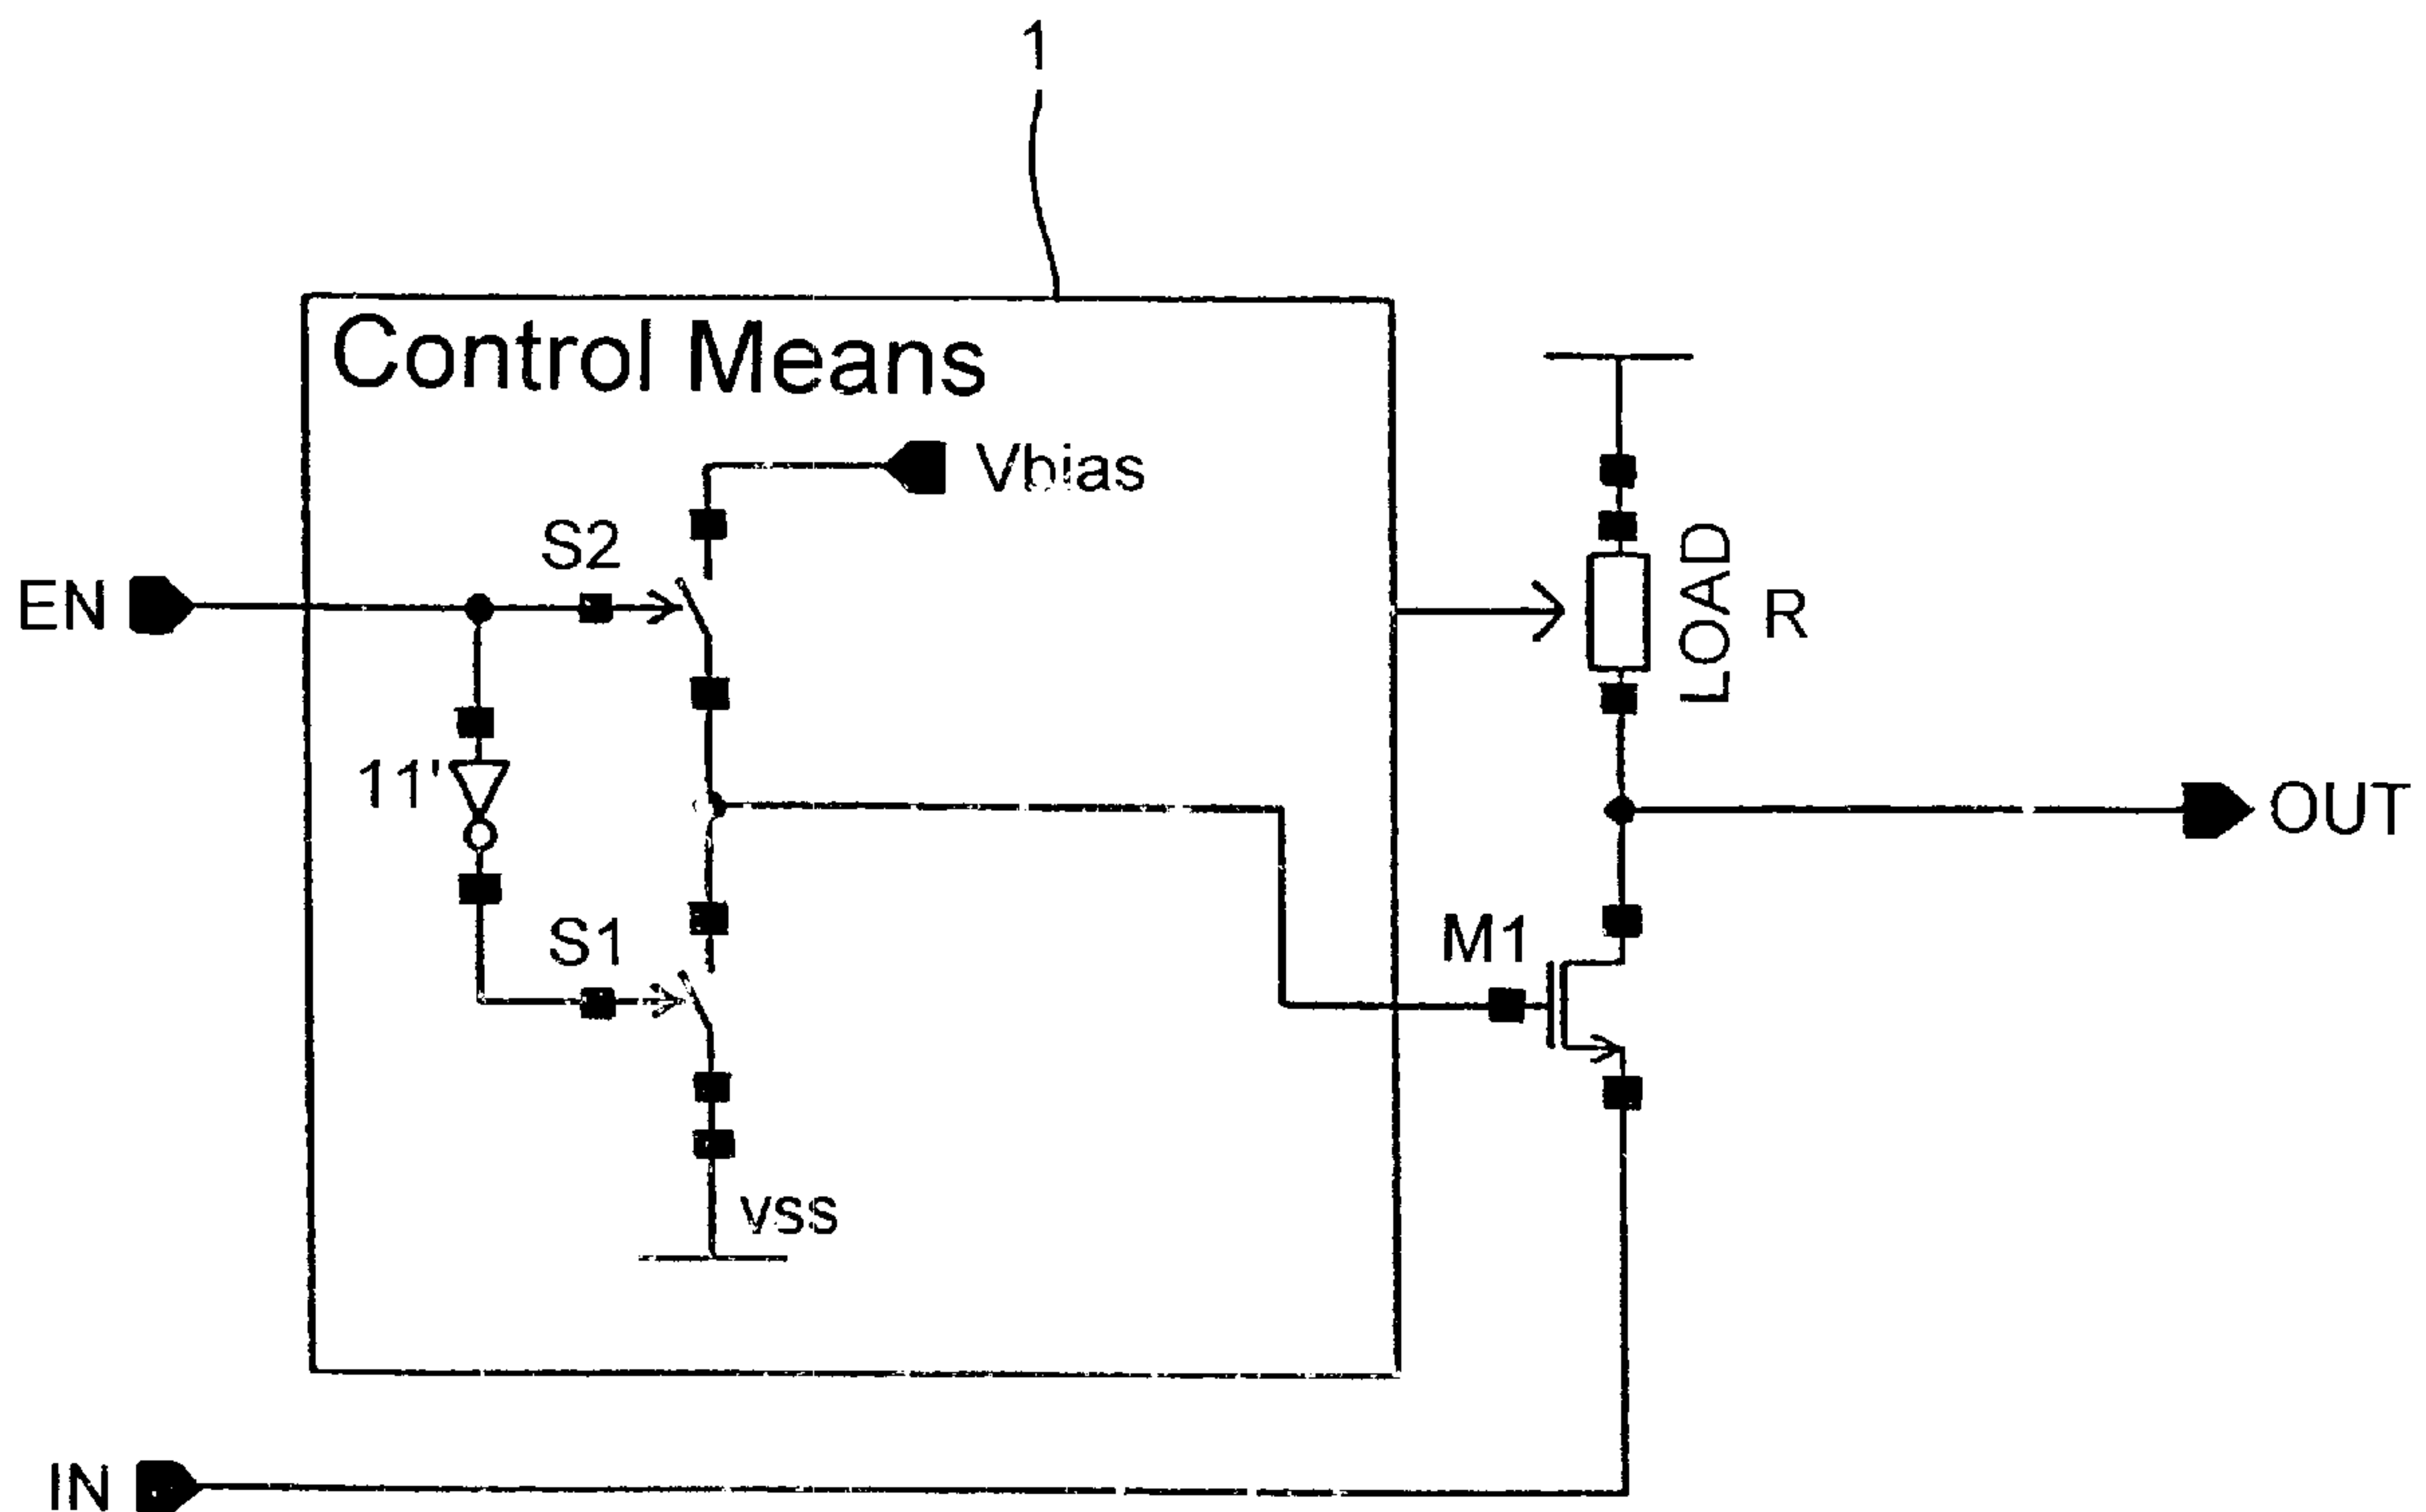 1
Control Means
Vbias
S2
EN
LOAD
R
11'
OUT
S1
M1
vss
IN